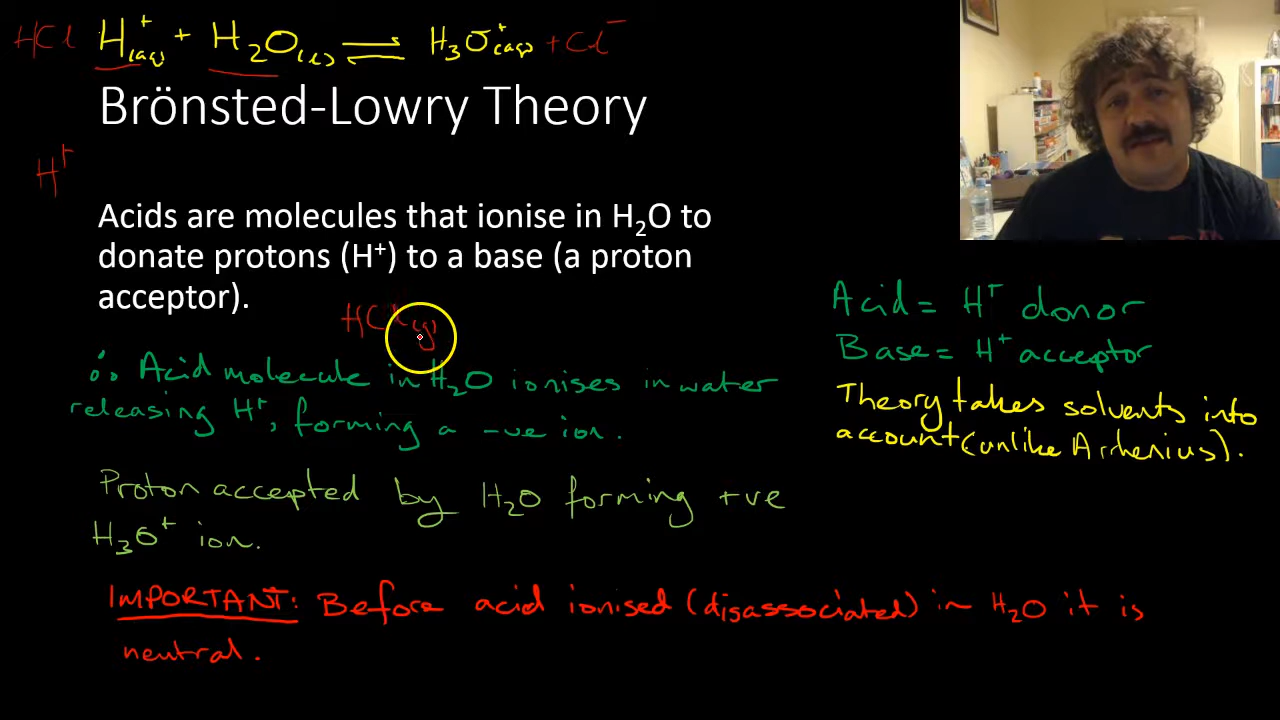 HCl H⁺(aq) + H₂O(l) ⇌ H₃O⁺(aq) + Cl⁻
Brönsted-Lowry Theory
H⁺
Acids are molecules that ionise in H₂O to
donate protons (H⁺) to a base (a proton
acceptor).
HCl(g)
∴ Acid molecule in H₂O ionises in water
releasing H⁺, forming a -ve ion.
Proton accepted by H₂O forming +ve
H₃O⁺ ion.
Acid = H⁺ donor
Base = H⁺ acceptor
Theory takes solvents into
account (unlike Arrhenius).
IMPORTANT: Before acid ionised (disassociated) in H₂O it is
neutral.